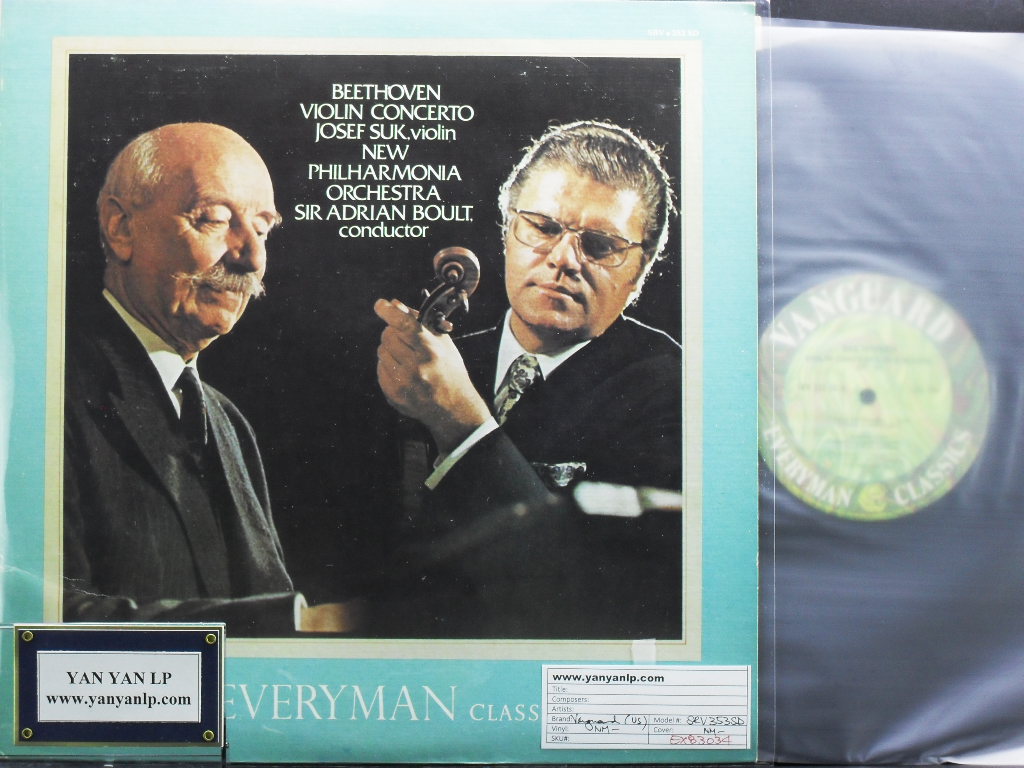 SRV 353 SD
BEETHOVEN
VIOLIN CONCERTO
JOSEF SUK, violin
NEW
PHILHARMONIA
ORCHESTRA
SIR ADRIAN BOULT,
conductor
VANGUARD
EVERYMAN CLASSICS
YAN YAN LP
www.yanyanlp.com
EVERYMAN CLASS
www.yanyanlp.com
Title:
Composers:
Artists:
Brand: Vanguard (US) Model#: SRV353SD
Vinyl: NM- Cover: NM-
SKU#: EX83034